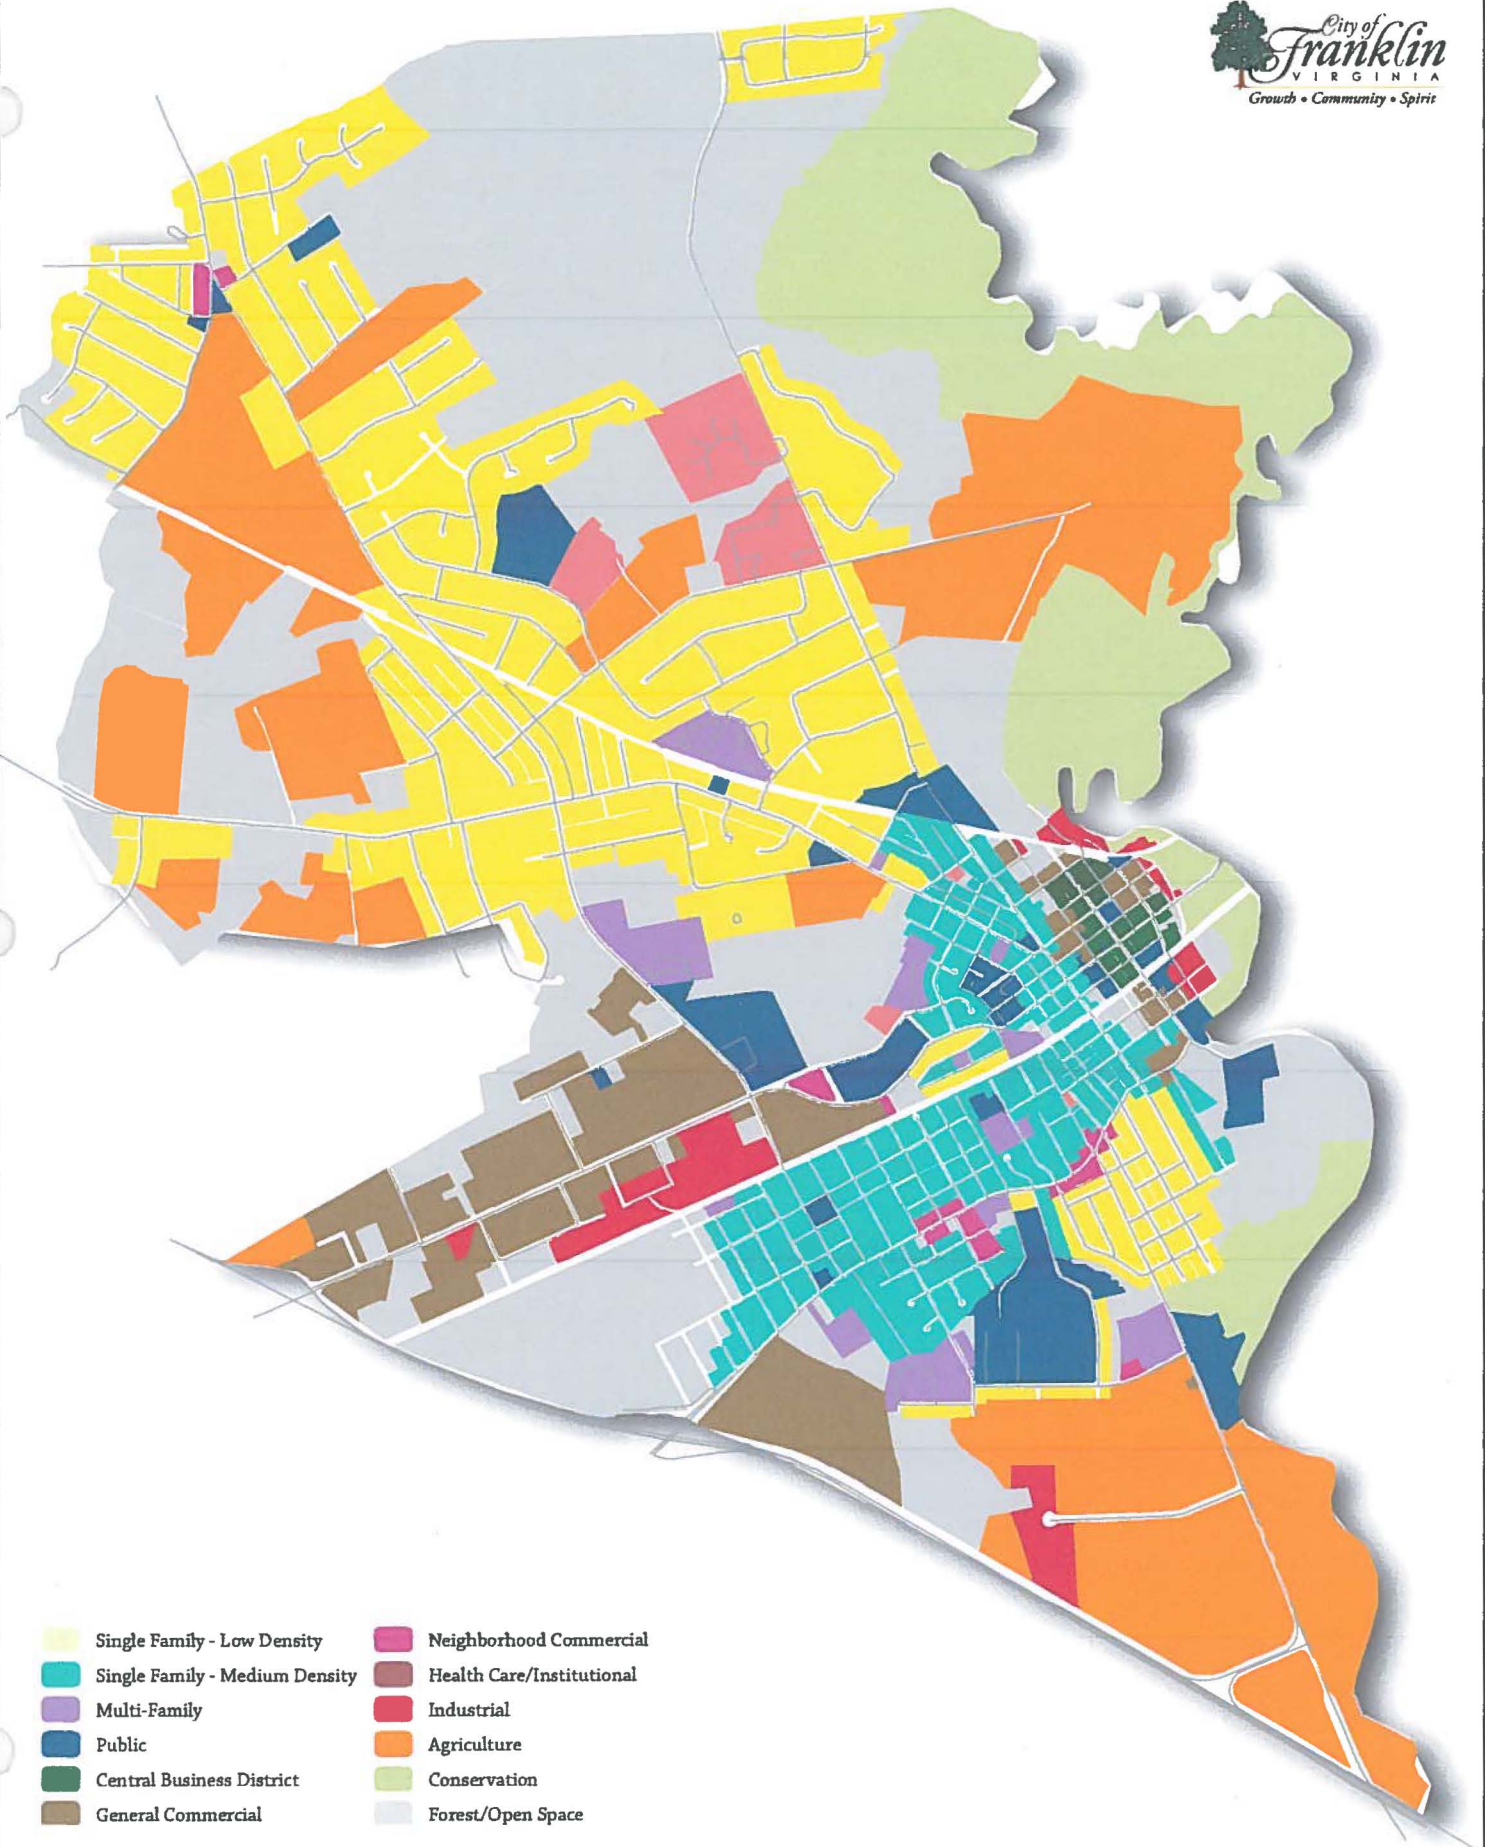 City of
Franklin
VIRGINIA
Growth • Community • Spirit
Single Family - Low Density
Single Family - Medium Density
Multi-Family
Public
Central Business District
General Commercial
Neighborhood Commercial
Health Care/Institutional
Industrial
Agriculture
Conservation
Forest/Open Space